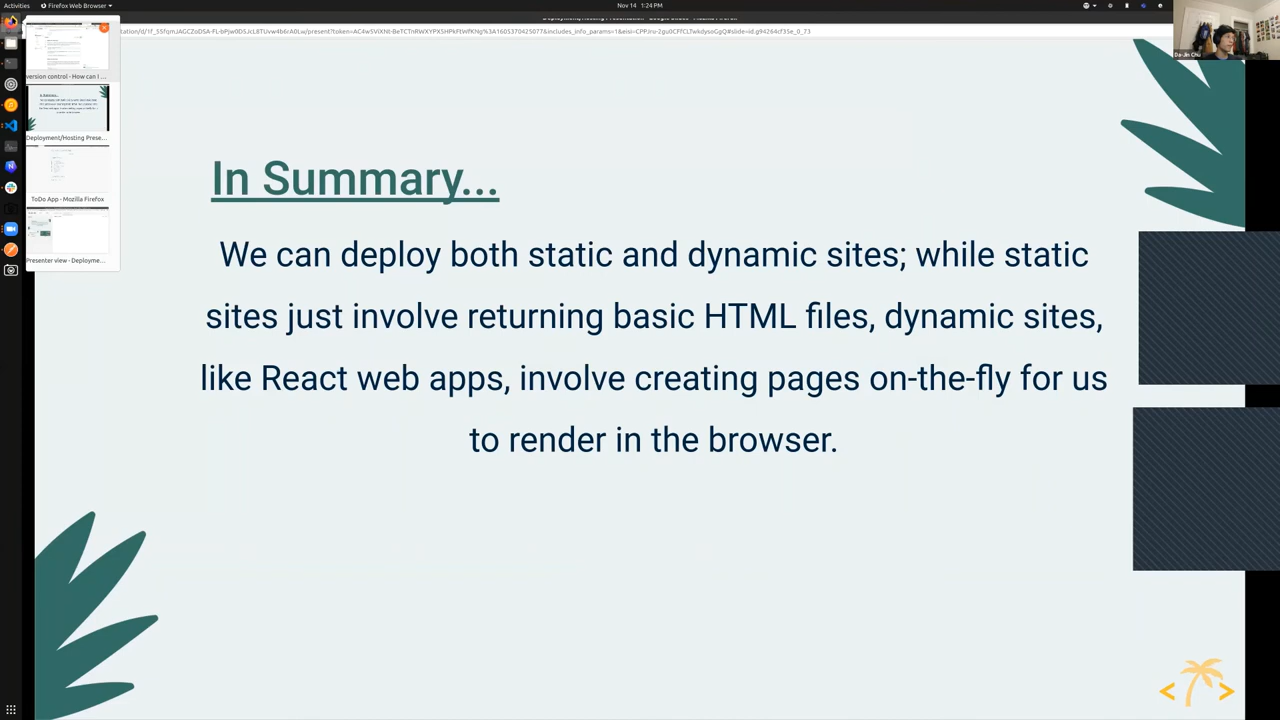 Activities
Firefox Web Browser
Nov 14 1:24 PM
version control - How can I ...
Deployment/Hosting Prese...
ToDo App - Mozilla Firefox
Presenter view - Deployme...
Da-Jin Chu
In Summary...
We can deploy both static and dynamic sites; while static
sites just involve returning basic HTML files, dynamic sites,
like React web apps, involve creating pages on-the-fly for us
to render in the browser.